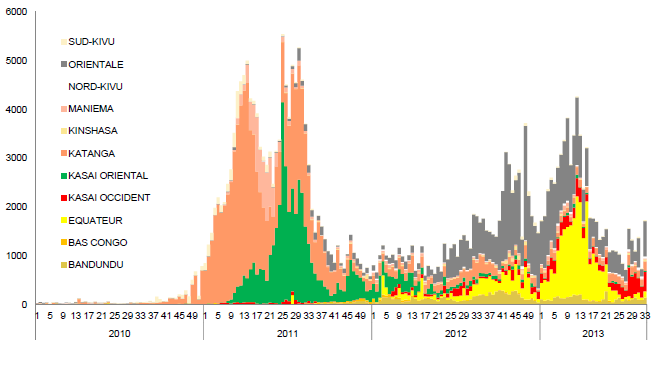 6000
5000
4000
3000
2000
1000
0
SUD-KIVU
ORIENTALE
NORD-KIVU
MANIEMA
KINSHASA
KATANGA
KASAI ORIENTAL
KASAI OCCIDENT
EQUATEUR
BAS CONGO
BANDUNDU
1 5 9 13 17 21 25 29 33 37 41 45 49 1 5 9 13 17 21 25 29 33 37 41 45 49 1 5 9 13 17 21 25 29 33 37 41 45 49 1 5 9 13 17 21 25 29 33
2010 2011 2012 2013